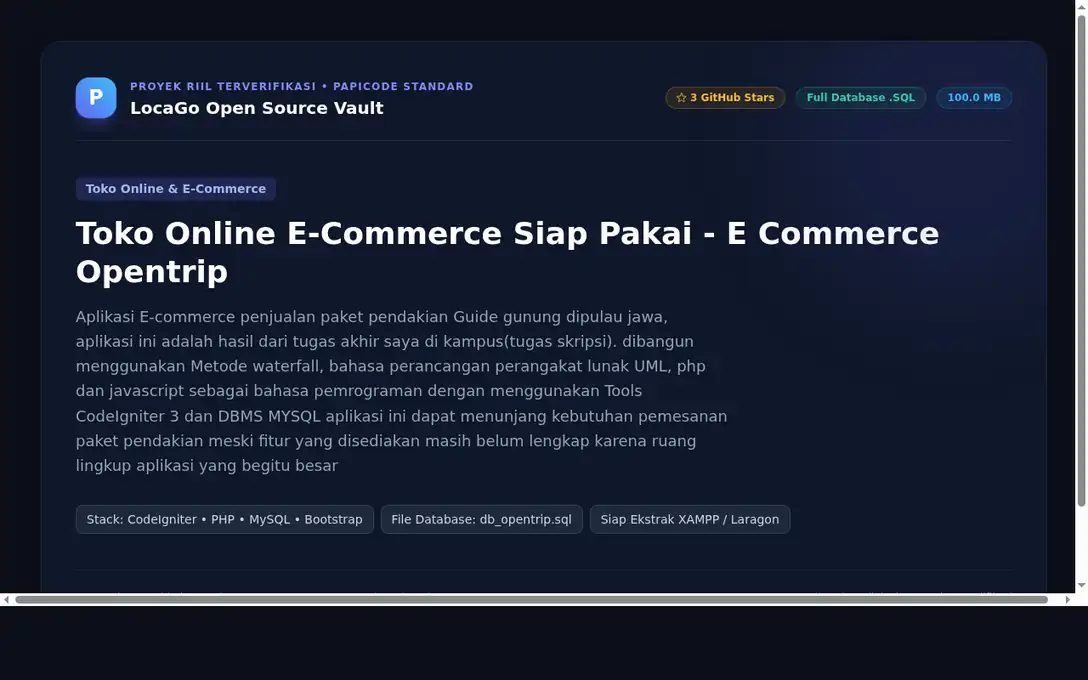 P
PROYEK RIIL TERVERIFIKASI • PAPICODE STANDARD
LocaGo Open Source Vault
☆ 3 GitHub Stars
Full Database .SQL
100.0 MB
Toko Online & E-Commerce
Toko Online E-Commerce Siap Pakai - E Commerce
Opentrip
Aplikasi E-commerce penjualan paket pendakian Guide gunung dipulau jawa,
aplikasi ini adalah hasil dari tugas akhir saya di kampus(tugas skripsi). dibangun
menggunakan Metode waterfall, bahasa perancangan perangakat lunak UML, php
dan javascript sebagai bahasa pemrograman dengan menggunakan Tools
CodeIgniter 3 dan DBMS MYSQL aplikasi ini dapat menunjang kebutuhan pemesanan
paket pendakian meski fitur yang disediakan masih belum lengkap karena ruang
lingkup aplikasi yang begitu besar
Stack: CodeIgniter • PHP • MySQL • Bootstrap
File Database: db_opentrip.sql
Siap Ekstrak XAMPP / Laragon